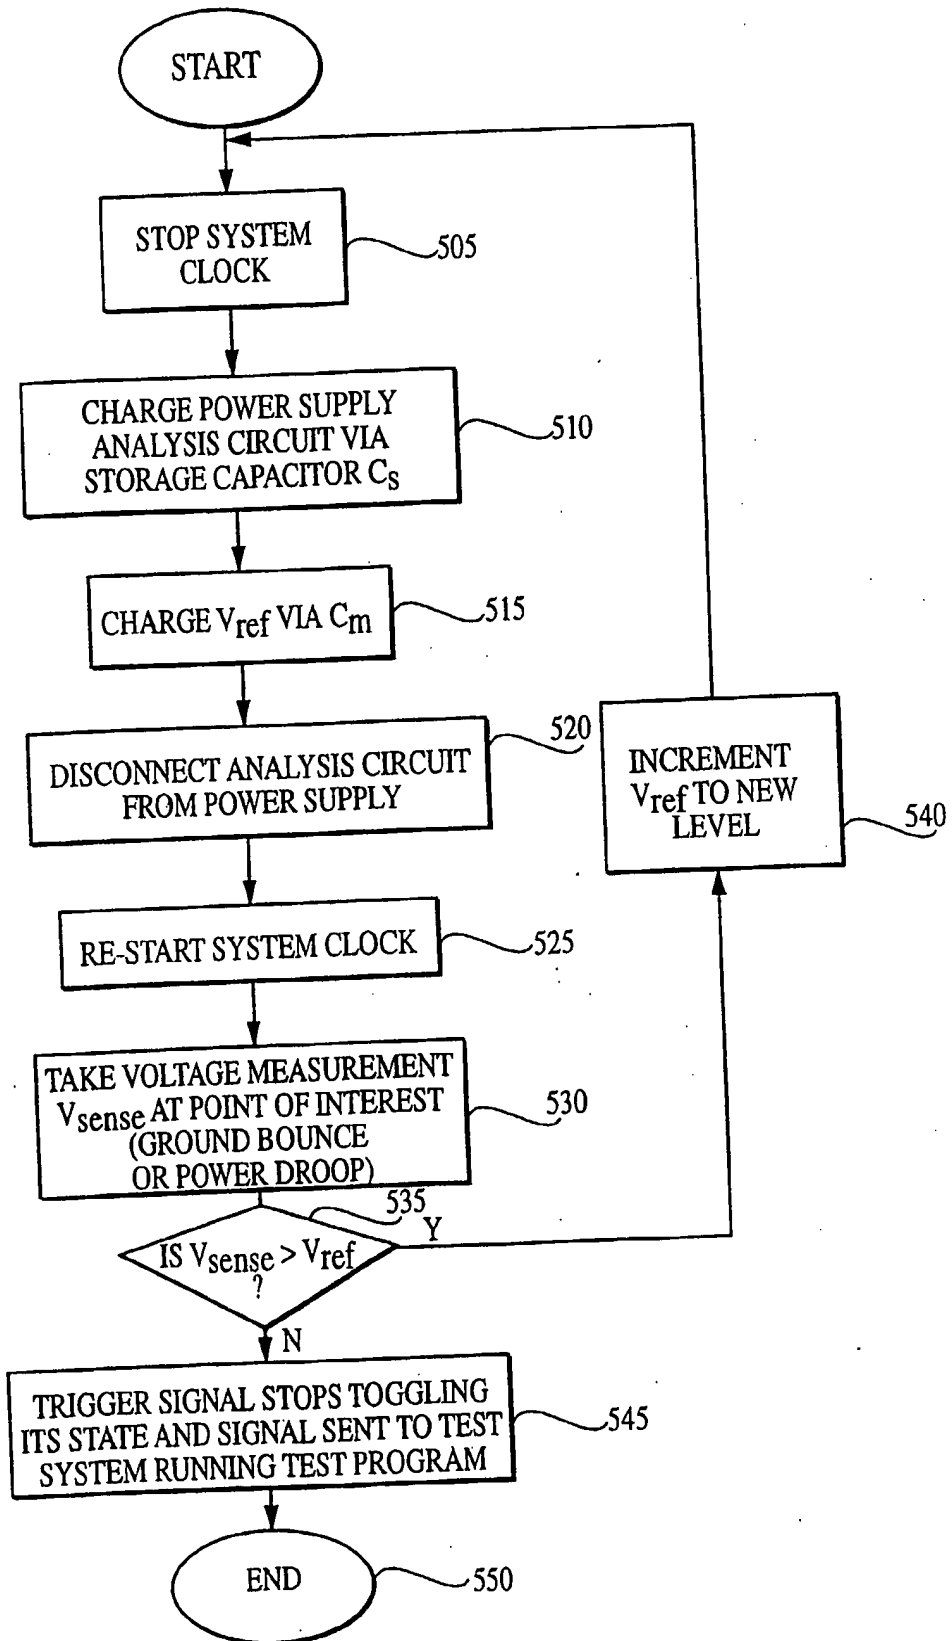 START
STOP SYSTEM
CLOCK
505
CHARGE POWER SUPPLY
ANALYSIS CIRCUIT VIA
STORAGE CAPACITOR Cs
510
CHARGE Vref VIA Cm
515
DISCONNECT ANALYSIS CIRCUIT
FROM POWER SUPPLY
520
INCREMENT
Vref TO NEW
LEVEL
540
RE-START SYSTEM CLOCK
525
TAKE VOLTAGE MEASUREMENT
Vsense AT POINT OF INTEREST
(GROUND BOUNCE
OR POWER DROOP)
530
535
IS Vsense > Vref
?
Y
N
TRIGGER SIGNAL STOPS TOGGLING
ITS STATE AND SIGNAL SENT TO TEST
SYSTEM RUNNING TEST PROGRAM
545
END
550